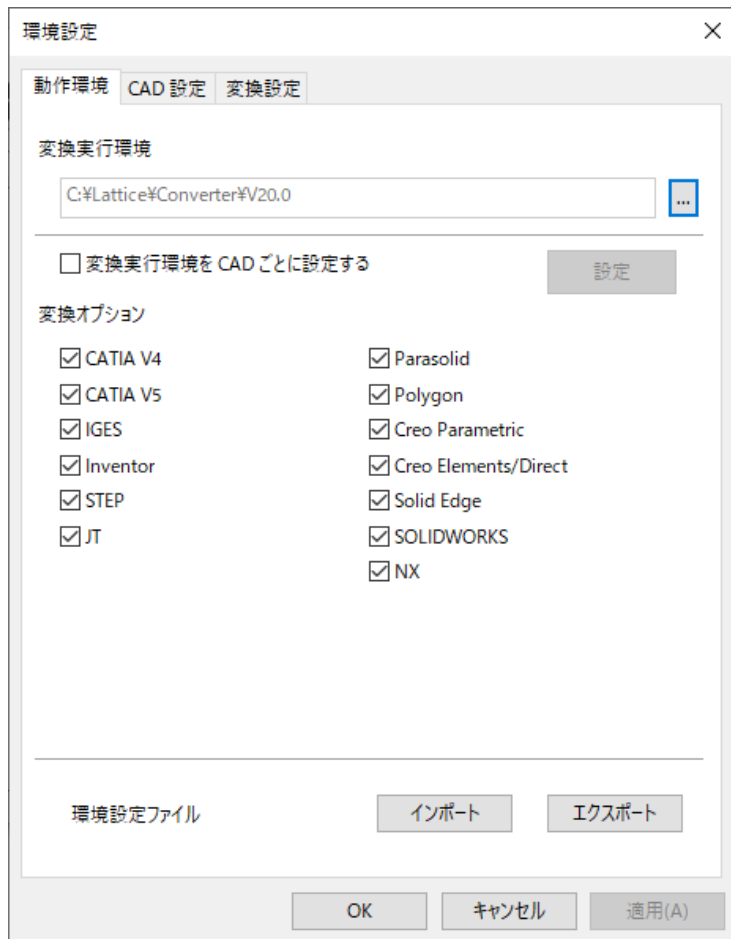 環境設定
動作環境 CAD 設定 変換設定
変換実行環境
C:¥Lattice¥Converter¥V20.0 ...
変換実行環境を CAD ごとに設定する 設定
変換オプション
CATIA V4 Parasolid
CATIA V5 Polygon
IGES Creo Parametric
Inventor Creo Elements/Direct
STEP Solid Edge
JT SOLIDWORKS
NX
環境設定ファイル インポート エクスポート
OK キャンセル 適用(A)